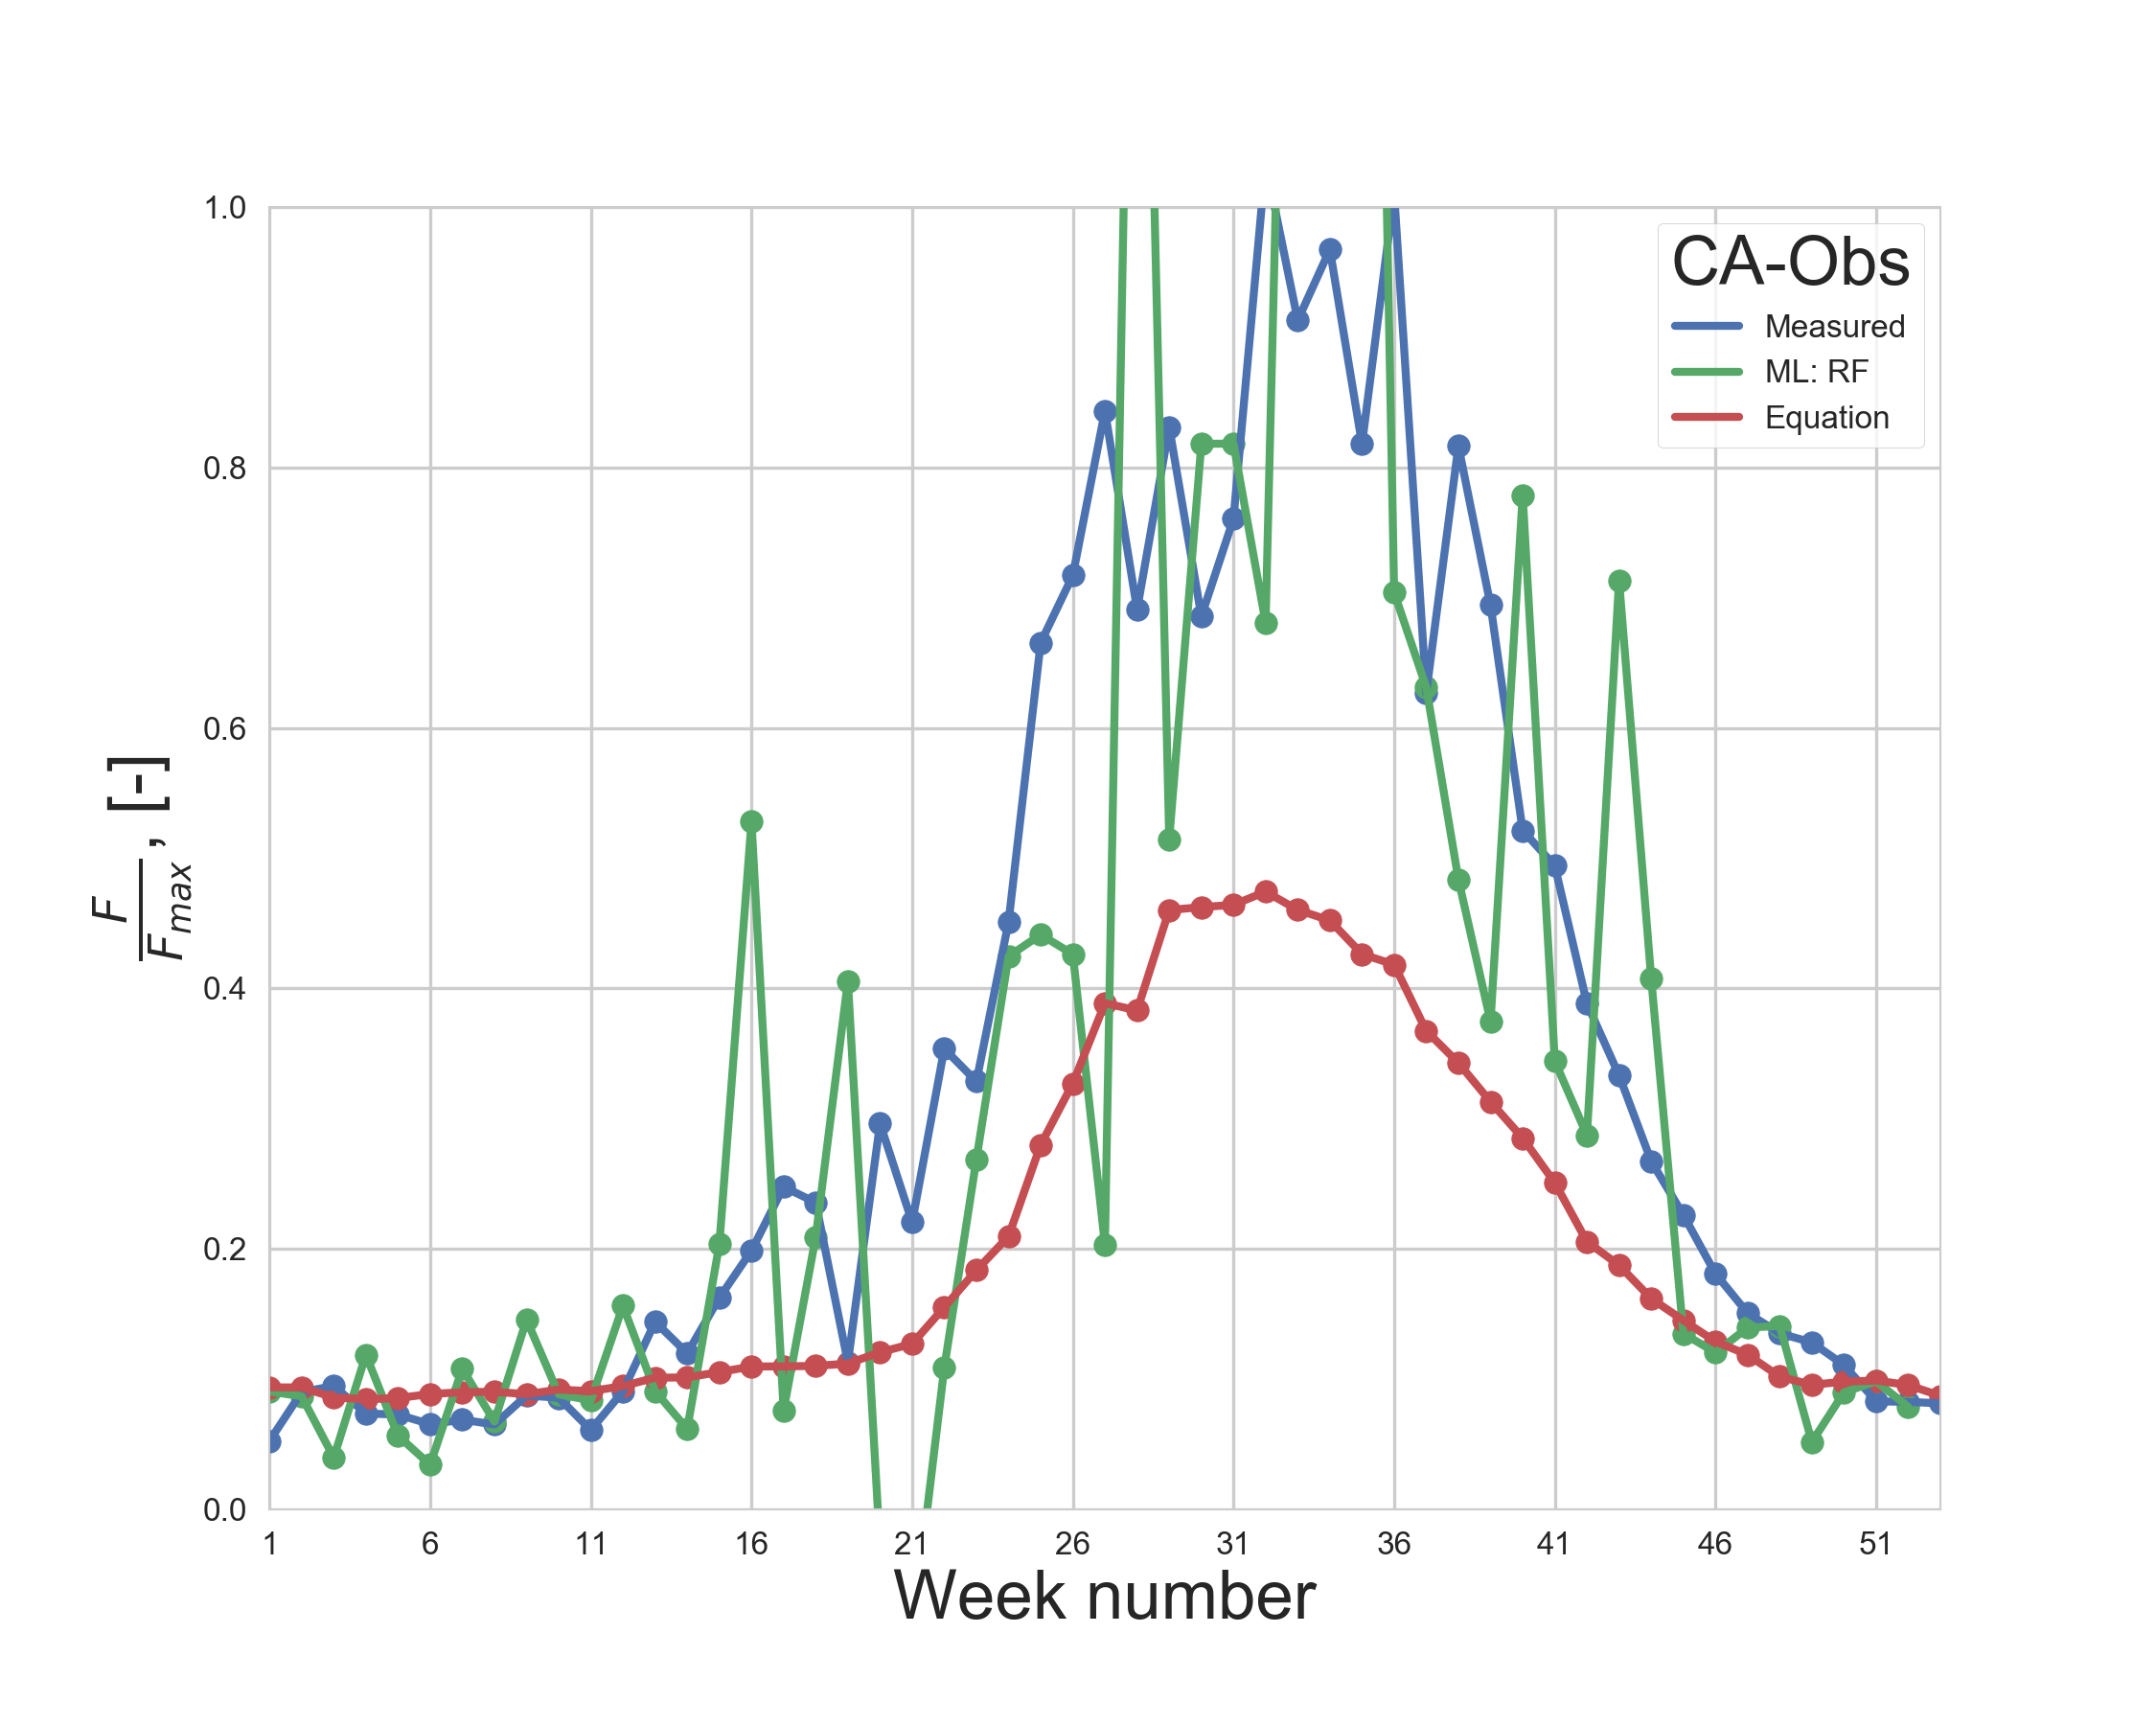 1.0
0.8
0.6
0.4
0.2
0.0
F
Fmax, [-]
CA-Obs
Measured
ML: RF
Equation
1 6 11 16 21 26 31 36 41 46 51
Week number